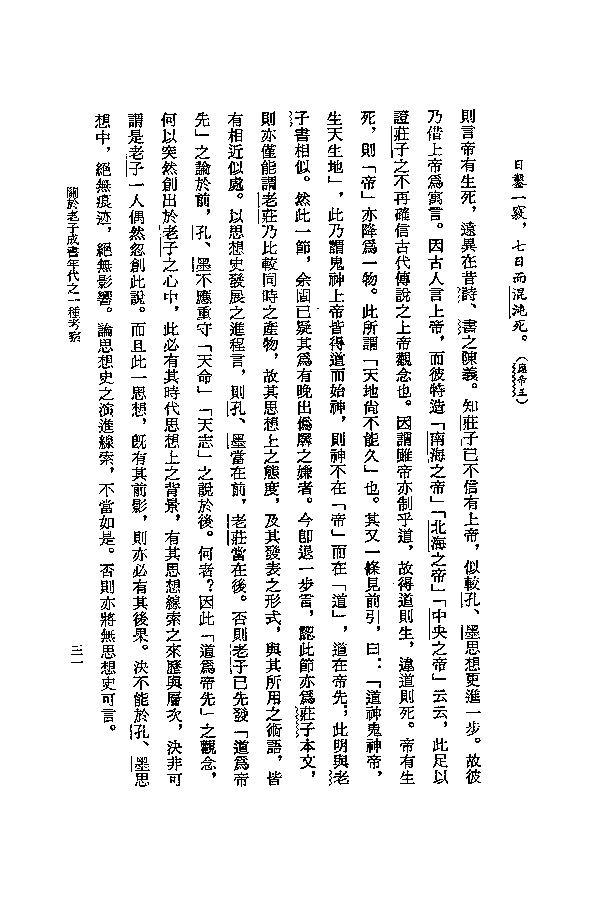 日鑿一竅，七日而混沌死。（應帝王）
則言帝有生死，遠異在昔詩、書之陳義。知莊子已不信有上帝，似較孔、墨思想更進一步。故彼
乃借上帝爲寓言。因古人言上帝，而彼特造「南海之帝」「北海之帝」「中央之帝」云云，此足以
證莊子之不再確信古代傳說之上帝觀念也。因謂雖帝亦制乎道，故得道則生，違道則死。帝有生
死，則「帝」亦降爲一物。此所謂「天地尙不能久」也。其又一條見前引，曰：「道神鬼神帝，
生天生地」，此乃謂鬼神上帝皆得道而始神，則神不在「帝」而在「道」，道在帝先，此明與老
子書相似。然此一節，余固已疑其爲有晚出僞羼之嫌者。今卽退一步言，認此節亦爲莊子本文，
則亦僅能謂老莊乃比較同時之產物，故其思想上之態度，及其發表之形式，與其所用之術語，皆
有相近似處。以思想史發展之進程言，則孔、墨當在前，老莊當在後。否則老子已先發「道爲帝
先」之論於前，孔、墨不應重守「天命」「天志」之說於後。何者？因此「道爲帝先」之觀念，
何以突然創出於老子之心中，此必有其時代思想上之背景，有其思想線索之來歷與層次，決非可
謂是老子一人偶然忽創此說。而且此一思想，旣有其前影，則亦必有其後果。決不能於孔、墨思
想中，絕無痕迹，絕無影響。論思想史之演進線索，不當如是。否則亦將無思想史可言。
關於老子成書年代之一種考察
三一